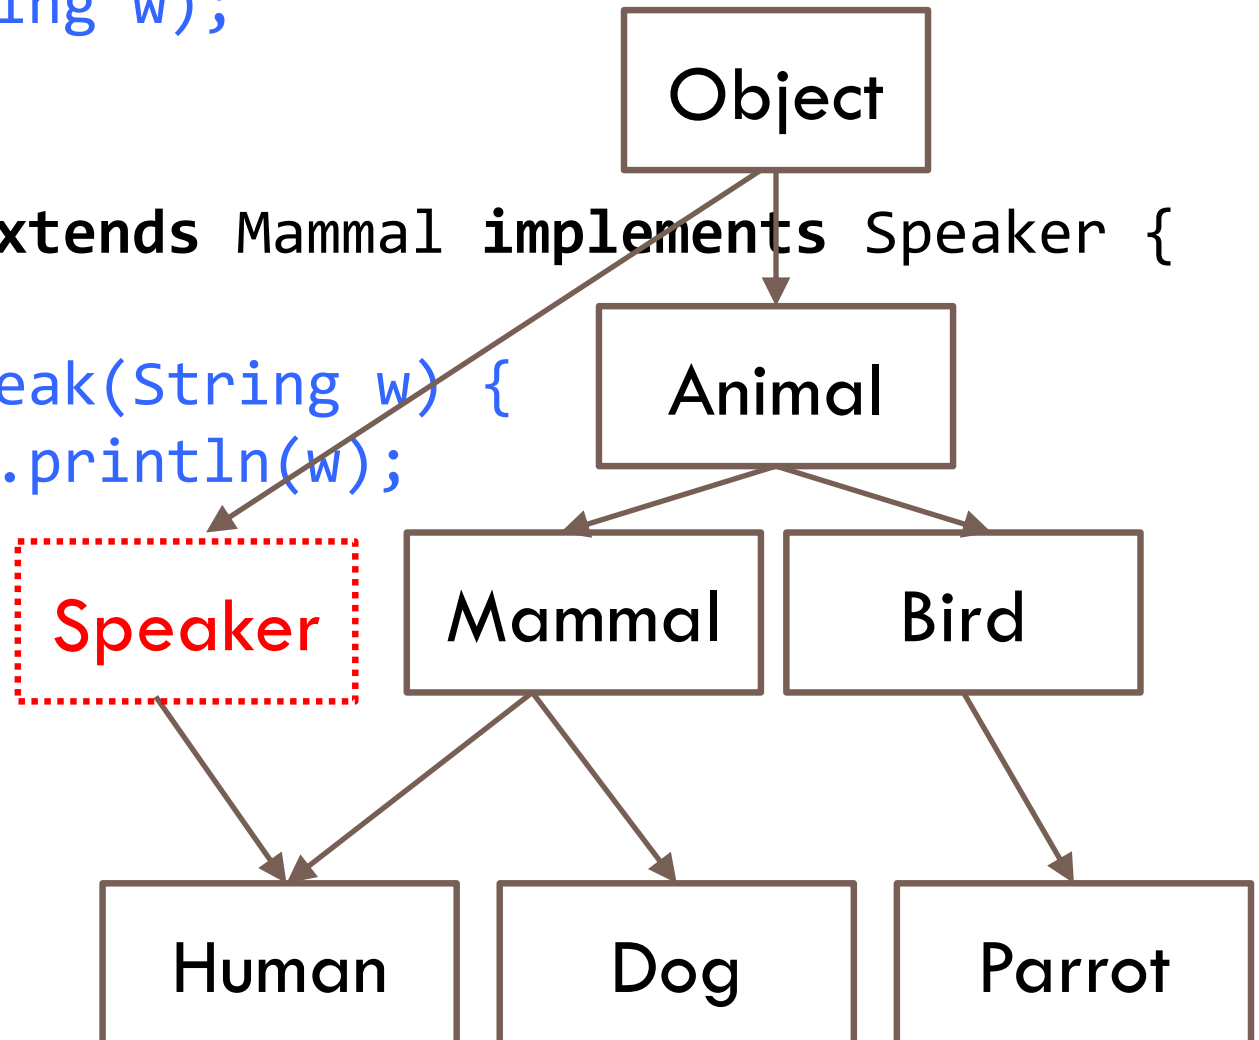 ing w);
Object
xtends Mammal implements Speaker {
Animal
eak(String w) {
.println(w);
Speaker
Mammal
Bird
Human
Dog
Parrot